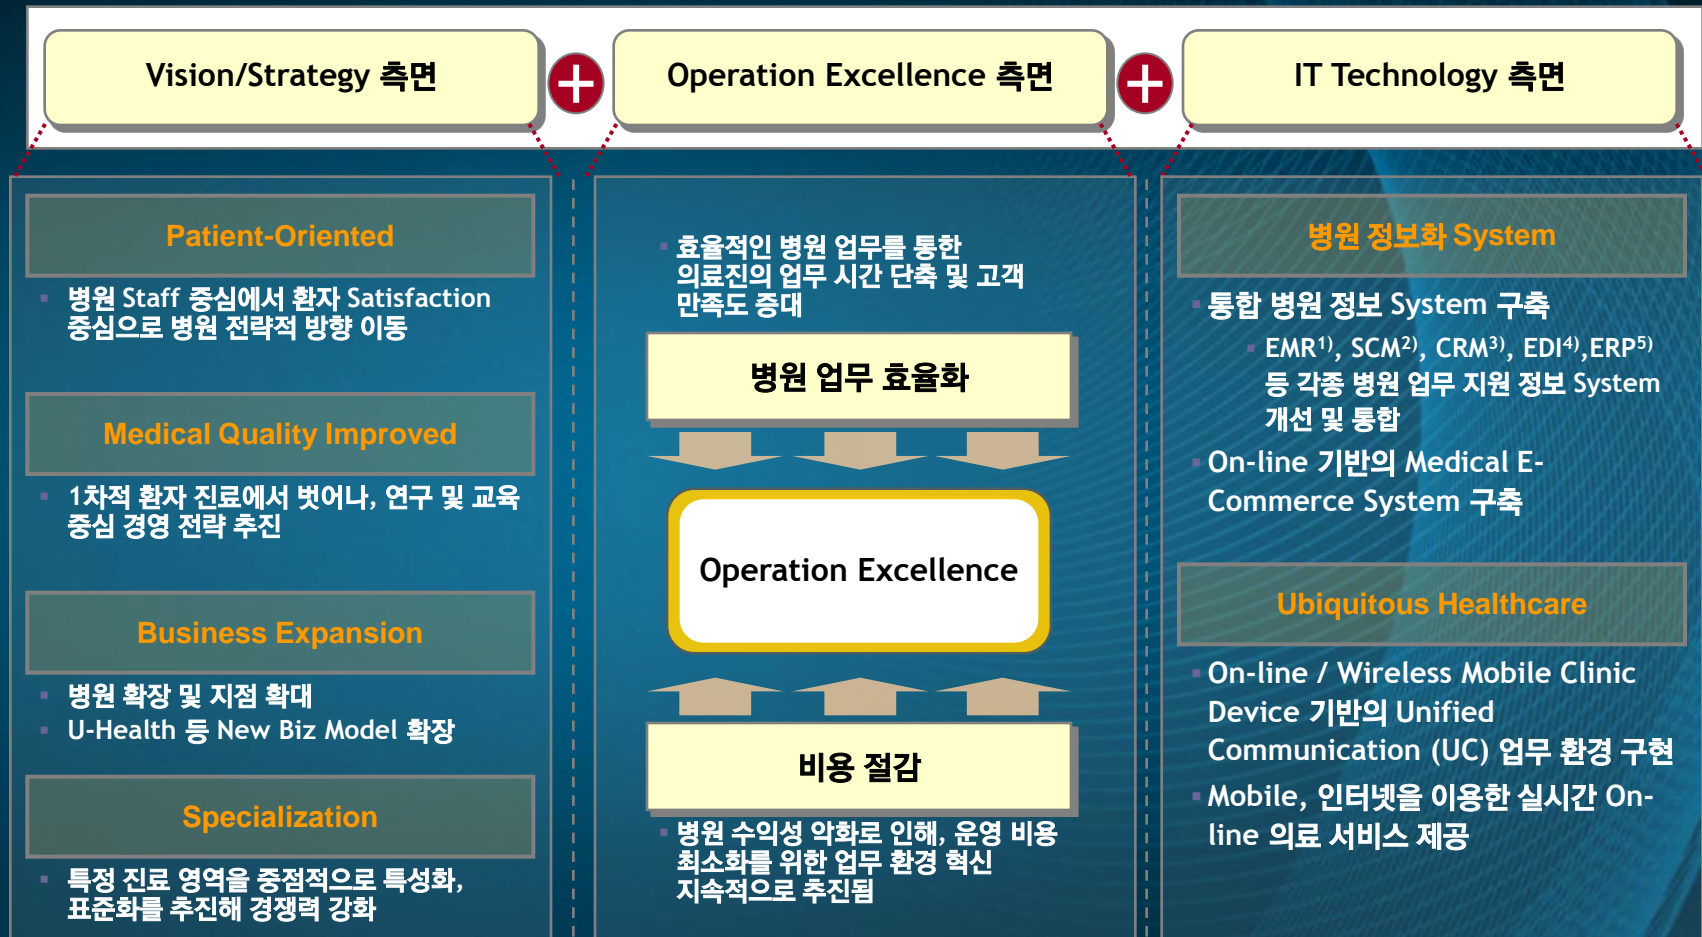 Vision/Strategy 측면
Operation Excellence 측면
IT Technology 측면
Patient-Oriented
병원 Staff 중심에서 환자 Satisfaction
중심으로 병원 전략적 방향 이동
Medical Quality Improved
1차적 환자 진료에서 벗어나, 연구 및 교육
중심 경영 전략 추진
Business Expansion
병원 확장 및 지점 확대
U-Health 등 New Biz Model 확장
Specialization
특정 진료 영역을 중점적으로 특성화,
표준화를 추진해 경쟁력 강화
효율적인 병원 업무를 통한
의료진의 업무 시간 단축 및 고객
만족도 증대
병원 업무 효율화
Operation Excellence
비용 절감
병원 수익성 악화로 인해, 운영 비용
최소화를 위한 업무 환경 혁신
지속적으로 추진됨
병원 정보화 System
통합 병원 정보 System 구축
EMR1), SCM2), CRM3), EDI4),ERP5)
등 각종 병원 업무 지원 정보 System
개선 및 통합
On-line 기반의 Medical E-
Commerce System 구축
Ubiquitous Healthcare
On-line / Wireless Mobile Clinic
Device 기반의 Unified
Communication (UC) 업무 환경 구현
Mobile, 인터넷을 이용한 실시간 On-
line 의료 서비스 제공